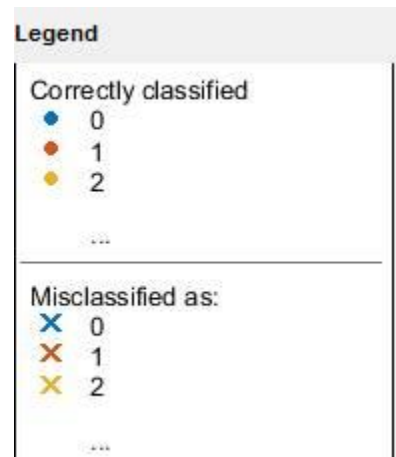 Legend
Correctly classified
0
1
2
...
Misclassified as:
0
1
2
...